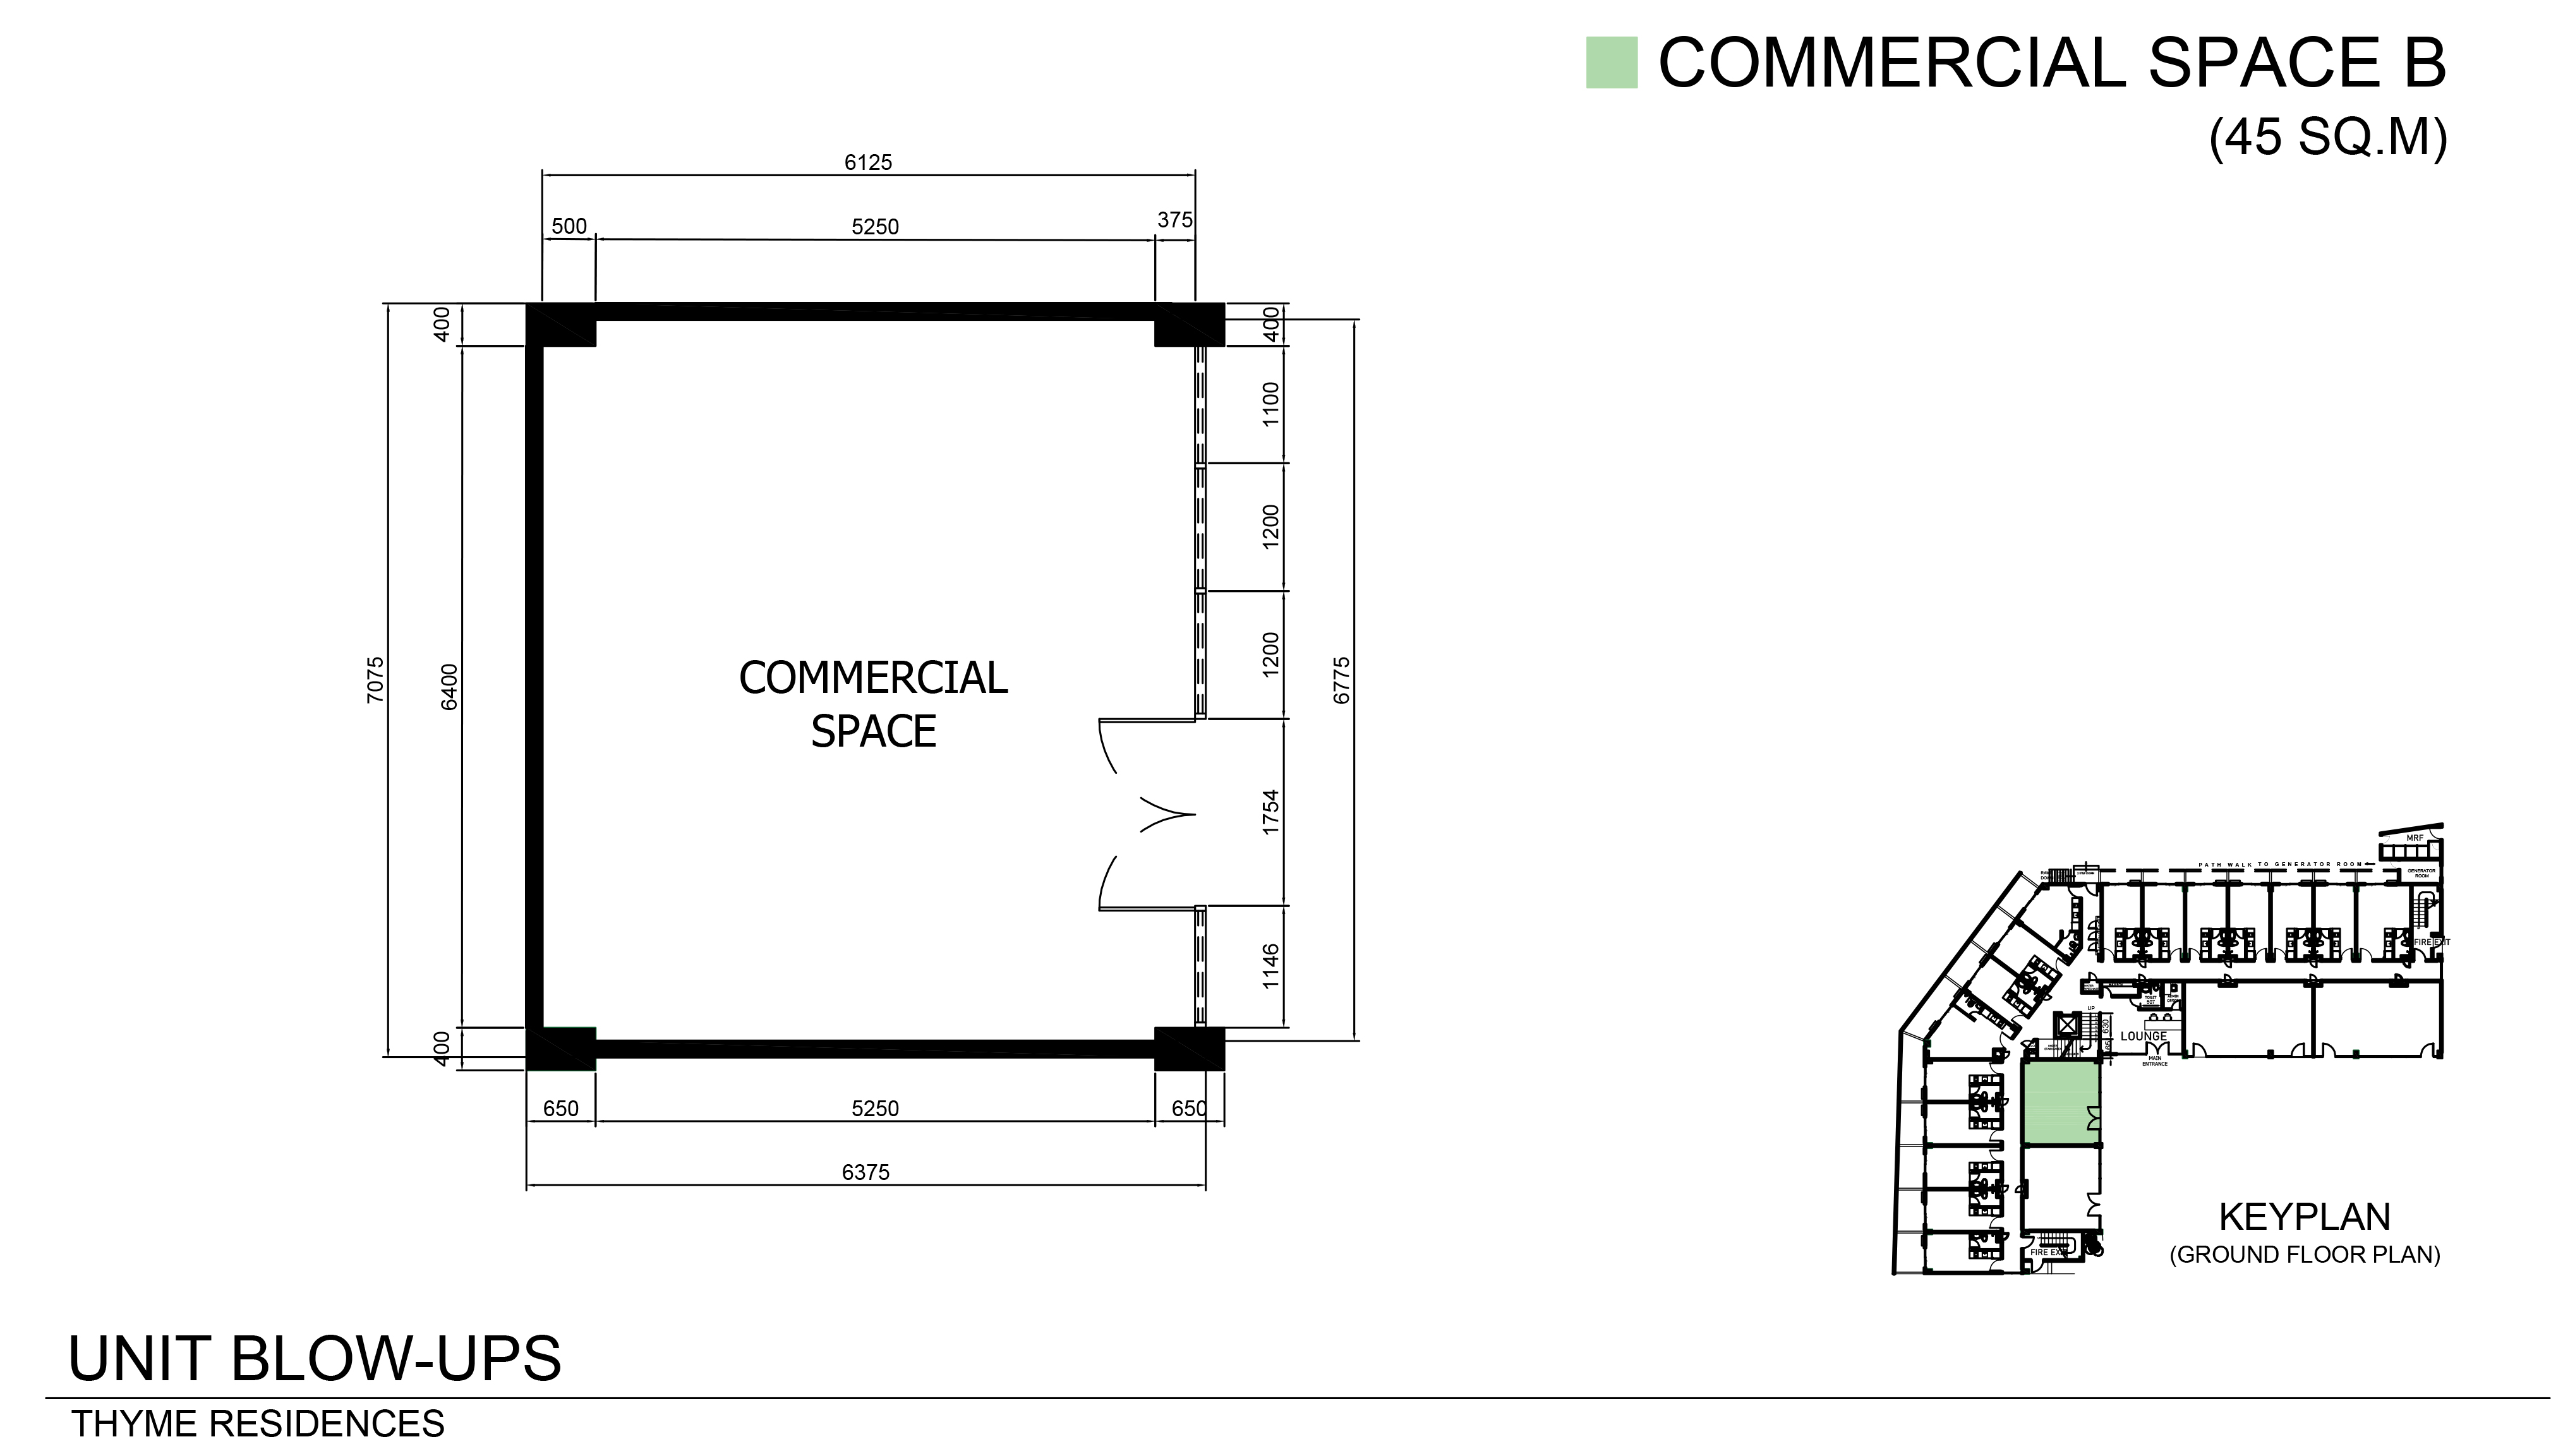 COMMERCIAL SPACE B
(45 SQ.M)
6125
500
5250
375
400
400
1100
1200
1200
1754
1146
6775
7075
6400
400
COMMERCIAL
SPACE
650
5250
650
6375
MRF
PATH WALK TO GENERATOR ROOM
GENERATOR
ROOM
FIRE EXIT
UP
TOILET
LOUNGE
630
MAIN
ENTRANCE
FIRE EXIT
KEYPLAN
(GROUND FLOOR PLAN)
UNIT BLOW-UPS
THYME RESIDENCES